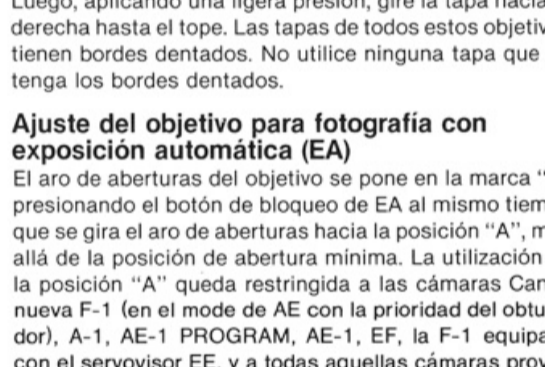 Luego, aplicando una ligera presión, gire la tapa hacia
derecha hasta el tope. Las tapas de todos estos
tienen bordes dentados. No utilice ninguna tapa que
tenga los bordes dentados.
Ajuste del objetivo para fotografía con
exposición automática (EA)
El aro de aberturas del objetivo se pone en la marca “
presionando el botón de bloqueo de EA al mismo
que se gira el aro de aberturas hacia la posición “A”,
allá de la posición de abertura mínima. La utilización
la posición “A” queda restringida a las cámaras
nueva F-1 (en el mode de AE con la prioridad del obtu
dor), A-1, AE-1 PROGRAM, AE-1, EF, la F-1
con el servovisor EE, y a todas aquellas cámaras